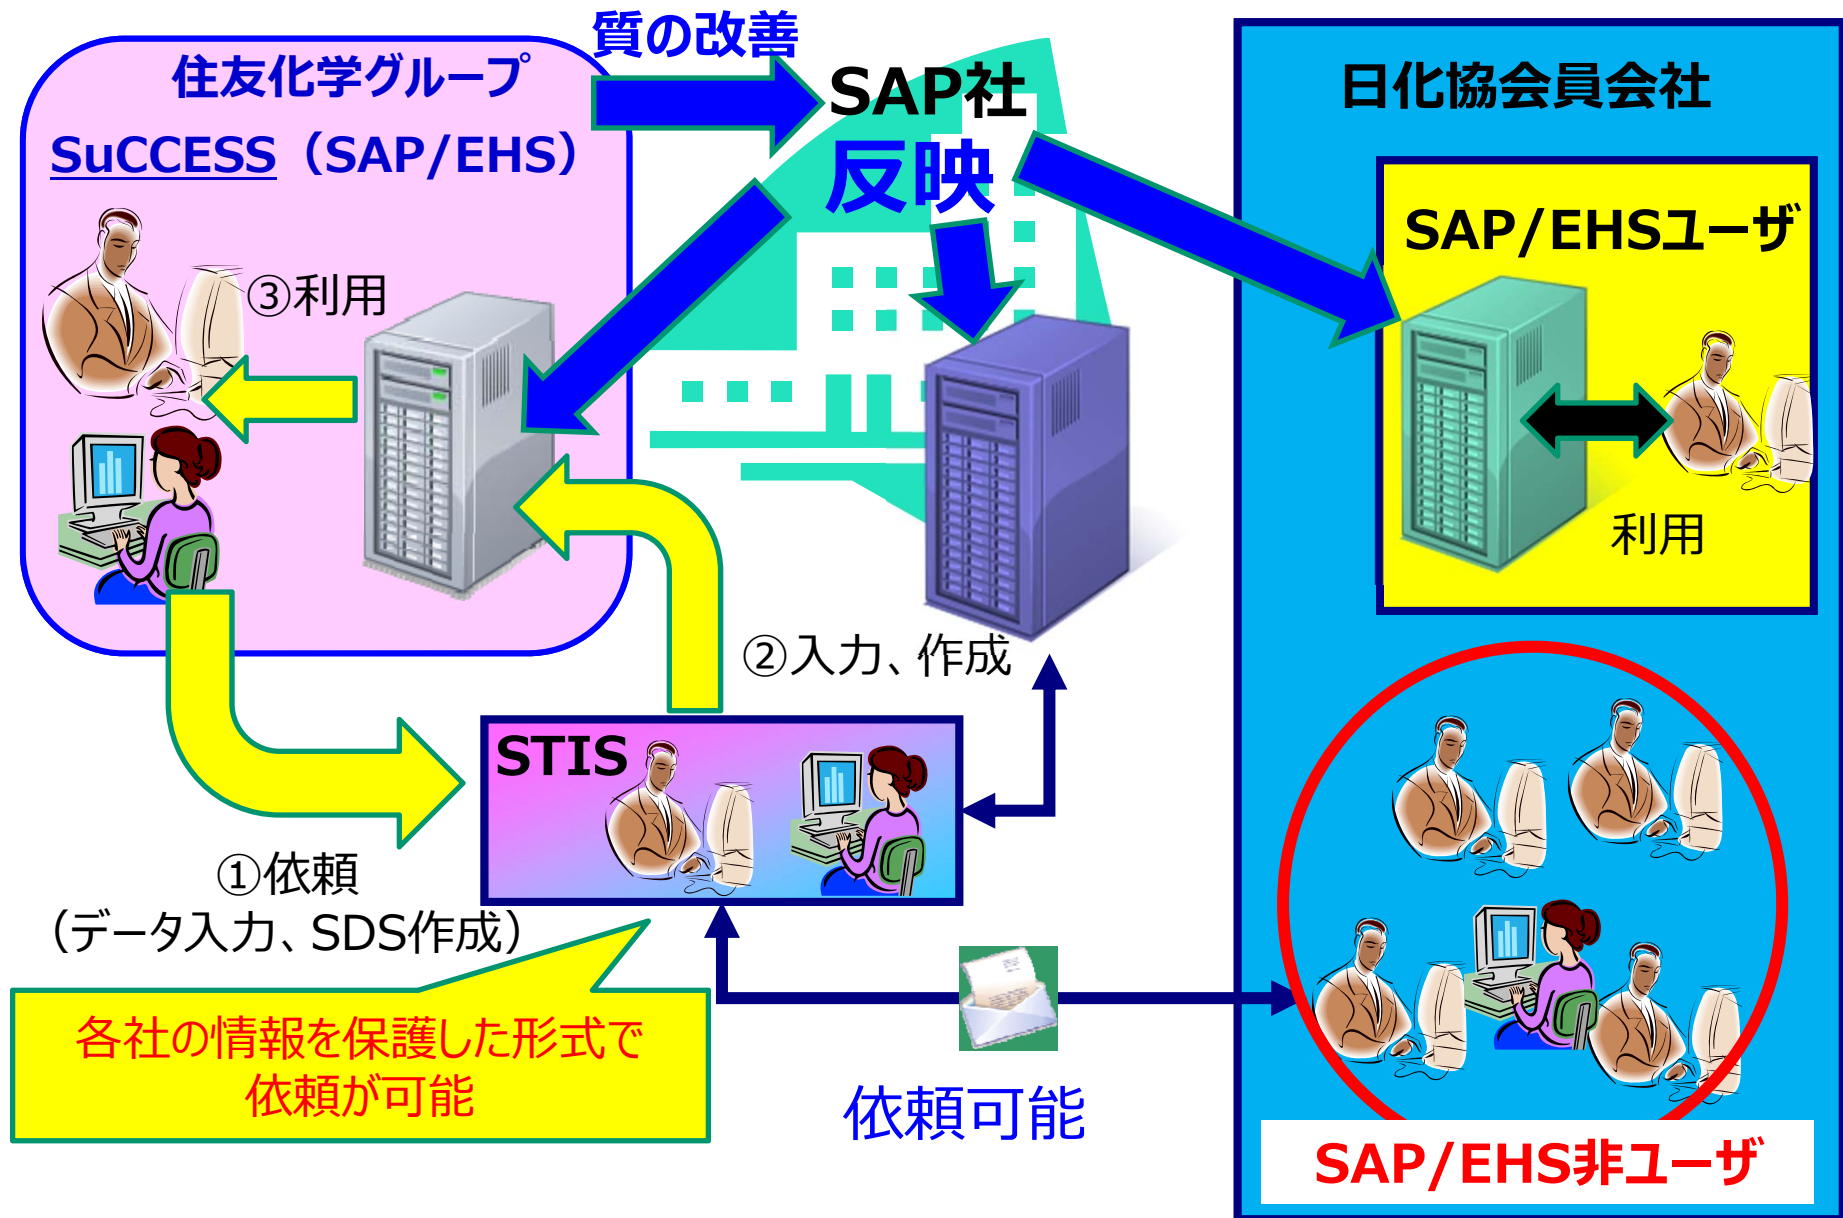 質の改善
住友化学グループ
SuCCESS（SAP/EHS）
SAP社
反映
日化協会員会社
SAP/EHSユーザ
③利用
利用
②入力、作成
STIS
①依頼
（データ入力、SDS作成）
各社の情報を保護した形式で
依頼が可能
依頼可能
SAP/EHS非ユーザ